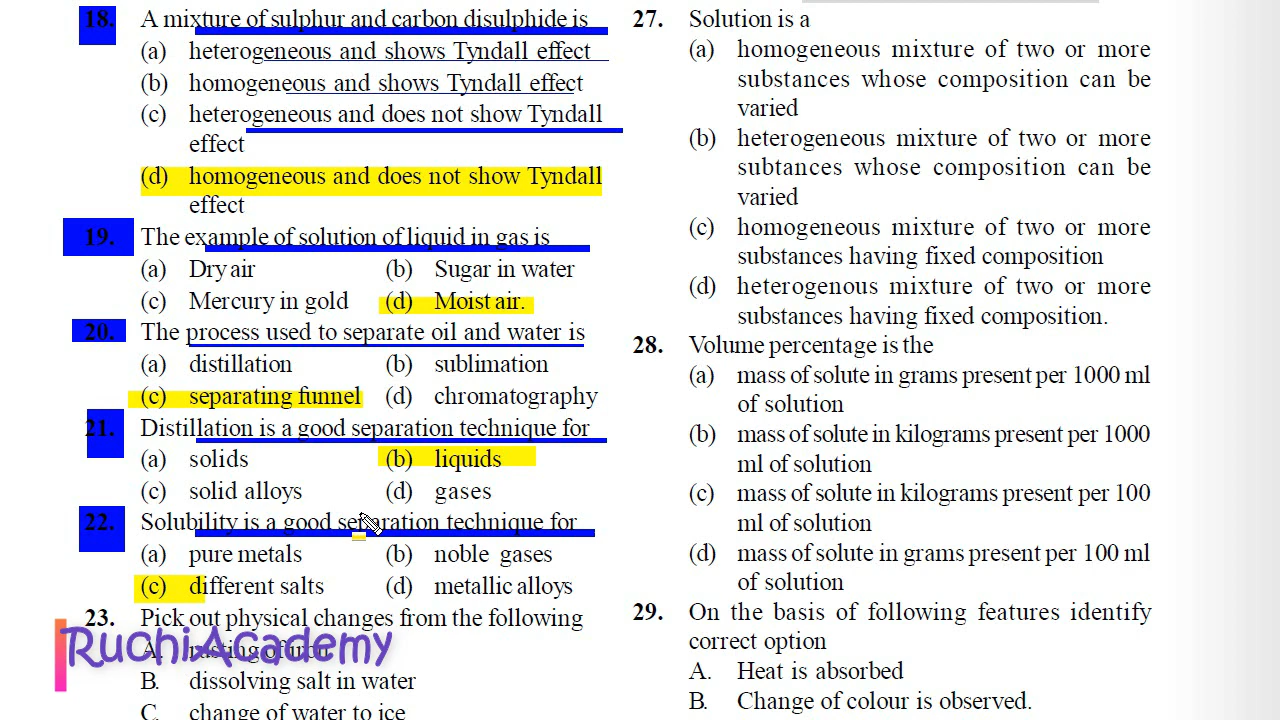 18. A mixture of sulphur and carbon disulphide is
(a) heterogeneous and shows Tyndall effect
(b) homogeneous and shows Tyndall effect
(c) heterogeneous and does not show Tyndall
effect
(d) homogeneous and does not show Tyndall
effect
19. The example of solution of liquid in gas is
(a) Dry air (b) Sugar in water
(c) Mercury in gold (d) Moist air.
20. The process used to separate oil and water is
(a) distillation (b) sublimation
(c) separating funnel (d) chromatography
21. Distillation is a good separation technique for
(a) solids (b) liquids
(c) solid alloys (d) gases
22. Solubility is a good separation technique for
(a) pure metals (b) noble gases
(c) different salts (d) metallic alloys
23. Pick out physical changes from the following
A. rusting of iron
RuchiAcademy
B. dissolving salt in water
C. change of water to ice
27. Solution is a
(a) homogeneous mixture of two or more
substances whose composition can be
varied
(b) heterogeneous mixture of two or more
subtances whose composition can be
varied
(c) homogeneous mixture of two or more
substances having fixed composition
(d) heterogenous mixture of two or more
substances having fixed composition.
28. Volume percentage is the
(a) mass of solute in grams present per 1000 ml
of solution
(b) mass of solute in kilograms present per 1000
ml of solution
(c) mass of solute in kilograms present per 100
ml of solution
(d) mass of solute in grams present per 100 ml
of solution
29. On the basis of following features identify
correct option
A. Heat is absorbed
B. Change of colour is observed.